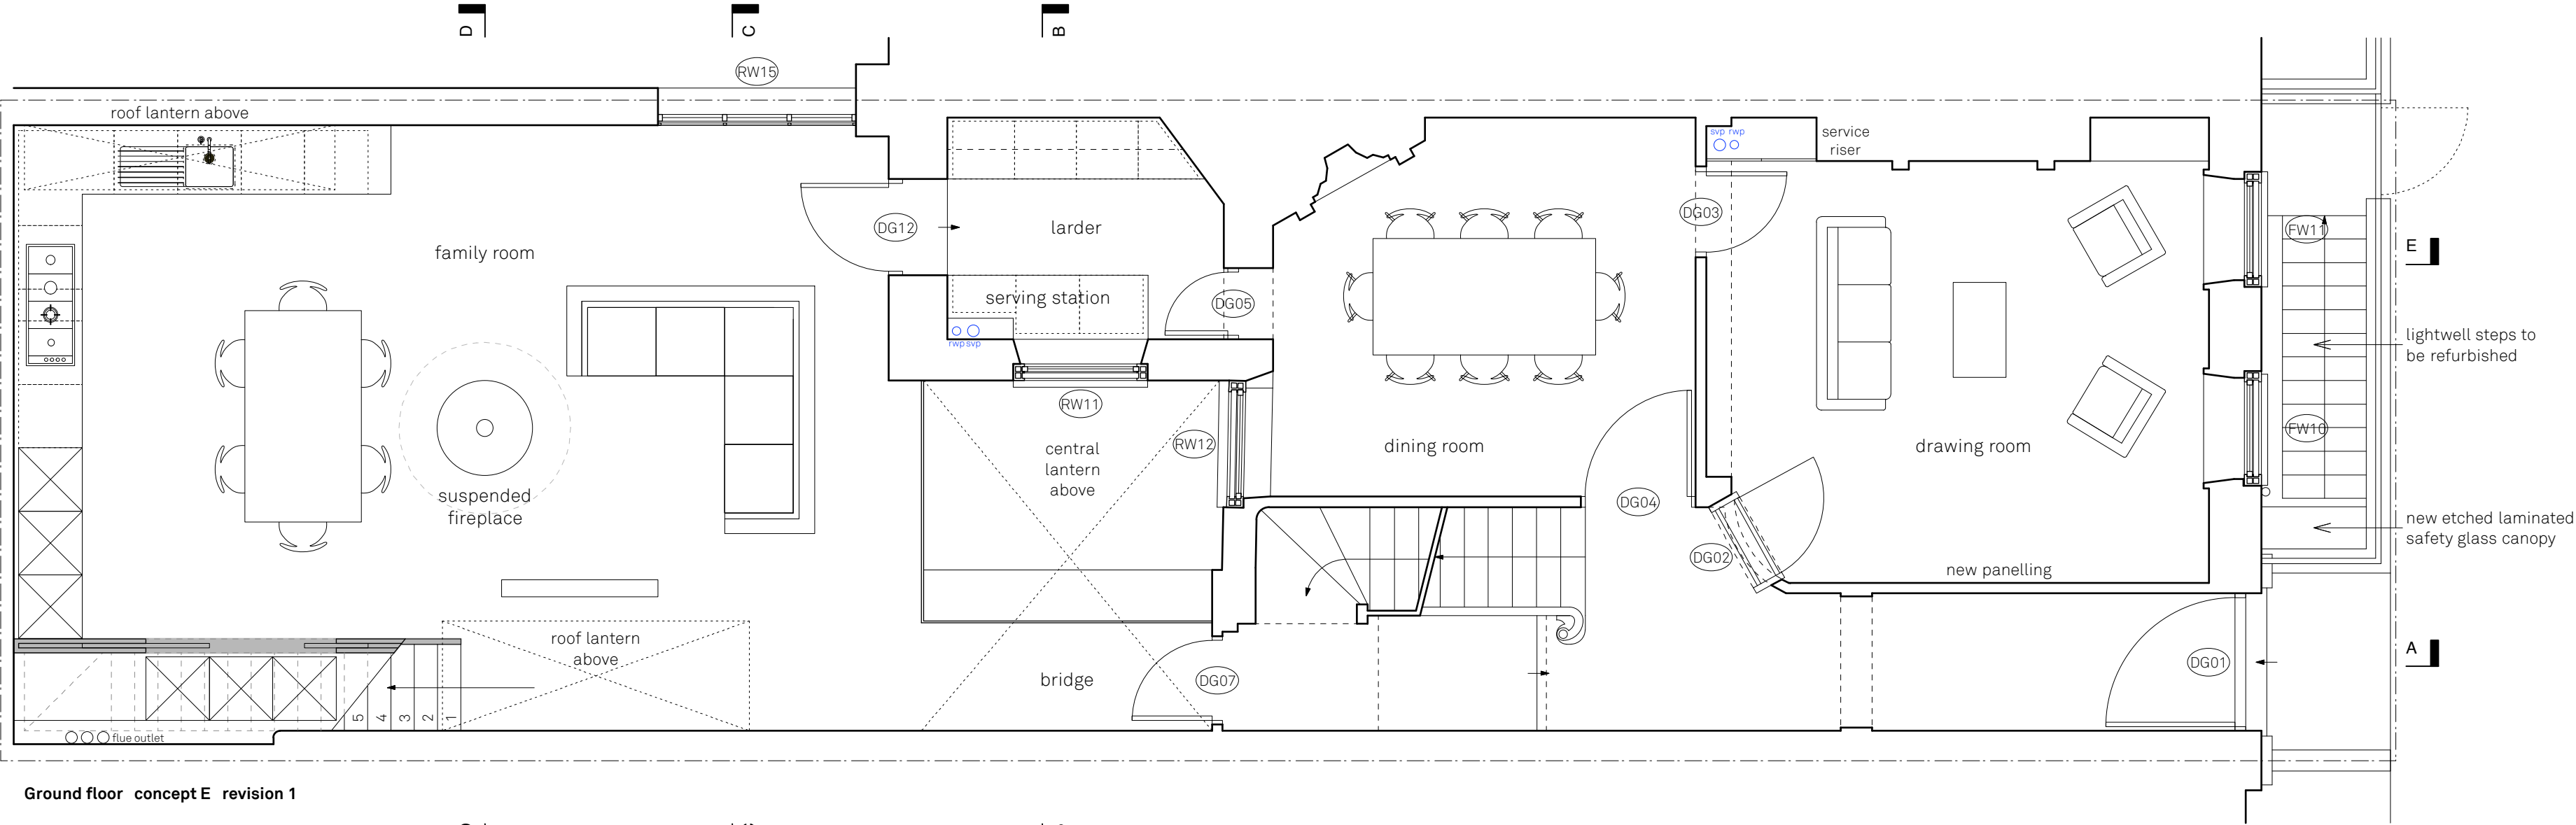 D
C
B
RW15
roof lantern above
svp rwp
service
riser
DG03
family room
DG12
larder
FW11
E
serving station
DG05
rwp svp
lightwell steps to
be refurbished
RW11
RW12
central
lantern
above
dining room
drawing room
FW10
suspended
fireplace
DG04
new etched laminated
safety glass canopy
DG02
new panelling
roof lantern
above
A
DG01
bridge
DG07
5 4 3 2 1
flue outlet
Ground floor concept E revision 1